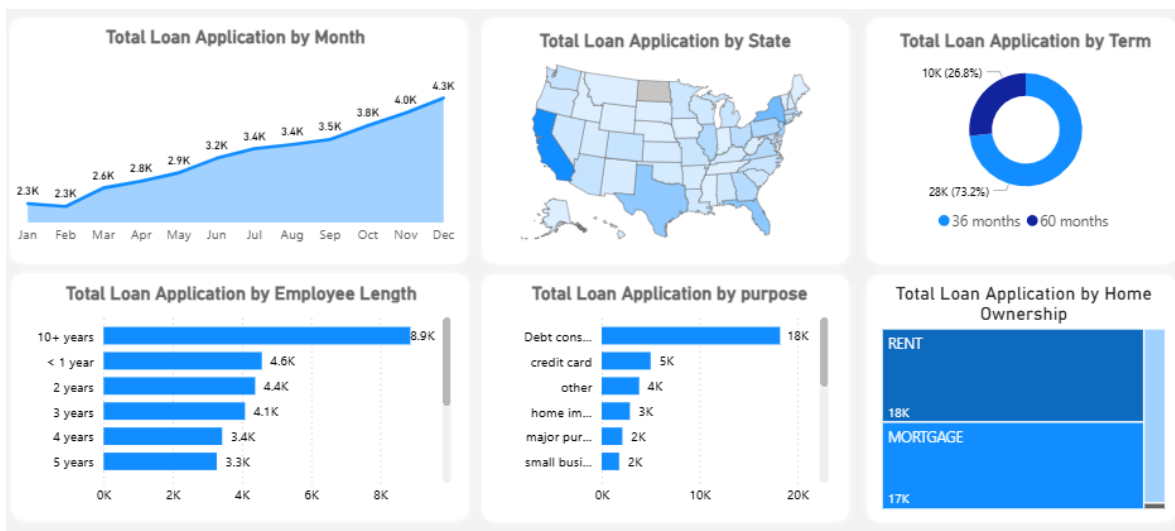 Total Loan Application by Month
2.3K
2.3K
2.6K
2.8K
2.9K
3.2K
3.4K
3.4K
3.5K
3.8K
4.0K
4.3K
Jan Feb Mar Apr May Jun Jul Aug Sep Oct Nov Dec
Total Loan Application by State
Total Loan Application by Term
10K (26.8%)
28K (73.2%)
36 months 60 months
Total Loan Application by Employee Length
10+ years 8.9K
< 1 year 4.6K
2 years 4.4K
3 years 4.1K
4 years 3.4K
5 years 3.3K
0K 2K 4K 6K 8K
Total Loan Application by purpose
Debt cons... 18K
credit card 5K
other 4K
home im... 3K
major pur... 2K
small busi... 2K
0K 10K 20K
Total Loan Application by Home
Ownership
RENT
18K
MORTGAGE
17K